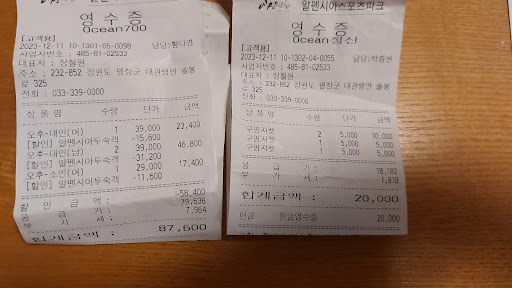 영수증
Ocean700
[고객용]
2023-12-11 10-1301-05-0098 담당:황다경
사업자번호 : 485-81-02533
대표자 : 장철원
주소 : 232-852 강원도 평창군 대관령면 솔봉
로 325
전화 : 033-339-0000
상품명 수량 단가 금액
오후-대인(여) 1 39,000 23,400
[할인] 알펜시아투숙객 -15,600
오후-대인(남) 2 39,000 46,800
[할인] 알펜시아투숙객 -31,200
오후-소인(여) 1 29,000 17,400
[할인] 알펜시아투숙객 -11,600
할인금액 : -58,400
공급가 : 79,636
부가세 : 7,964
합계금액 : 87,600
알펜시아스포츠파크
영수증
Ocean정산
[고객용]
2023-12-11 10-1302-04-0055 담당:박종원
사업자번호 : 485-81-02533
대표자 : 장철원
주소 : 232-852 강원도 평창군 대관령면 솔봉
로 325
전화 : 033-339-0000
상품명 수량 단가 금액
구명자켓 2 5,000 10,000
구명자켓 1 5,000 5,000
구명자켓 1 5,000 5,000
공급가 : 18,182
부가세 : 1,818
합계금액 : 20,000
현금 현금영수증 20,000